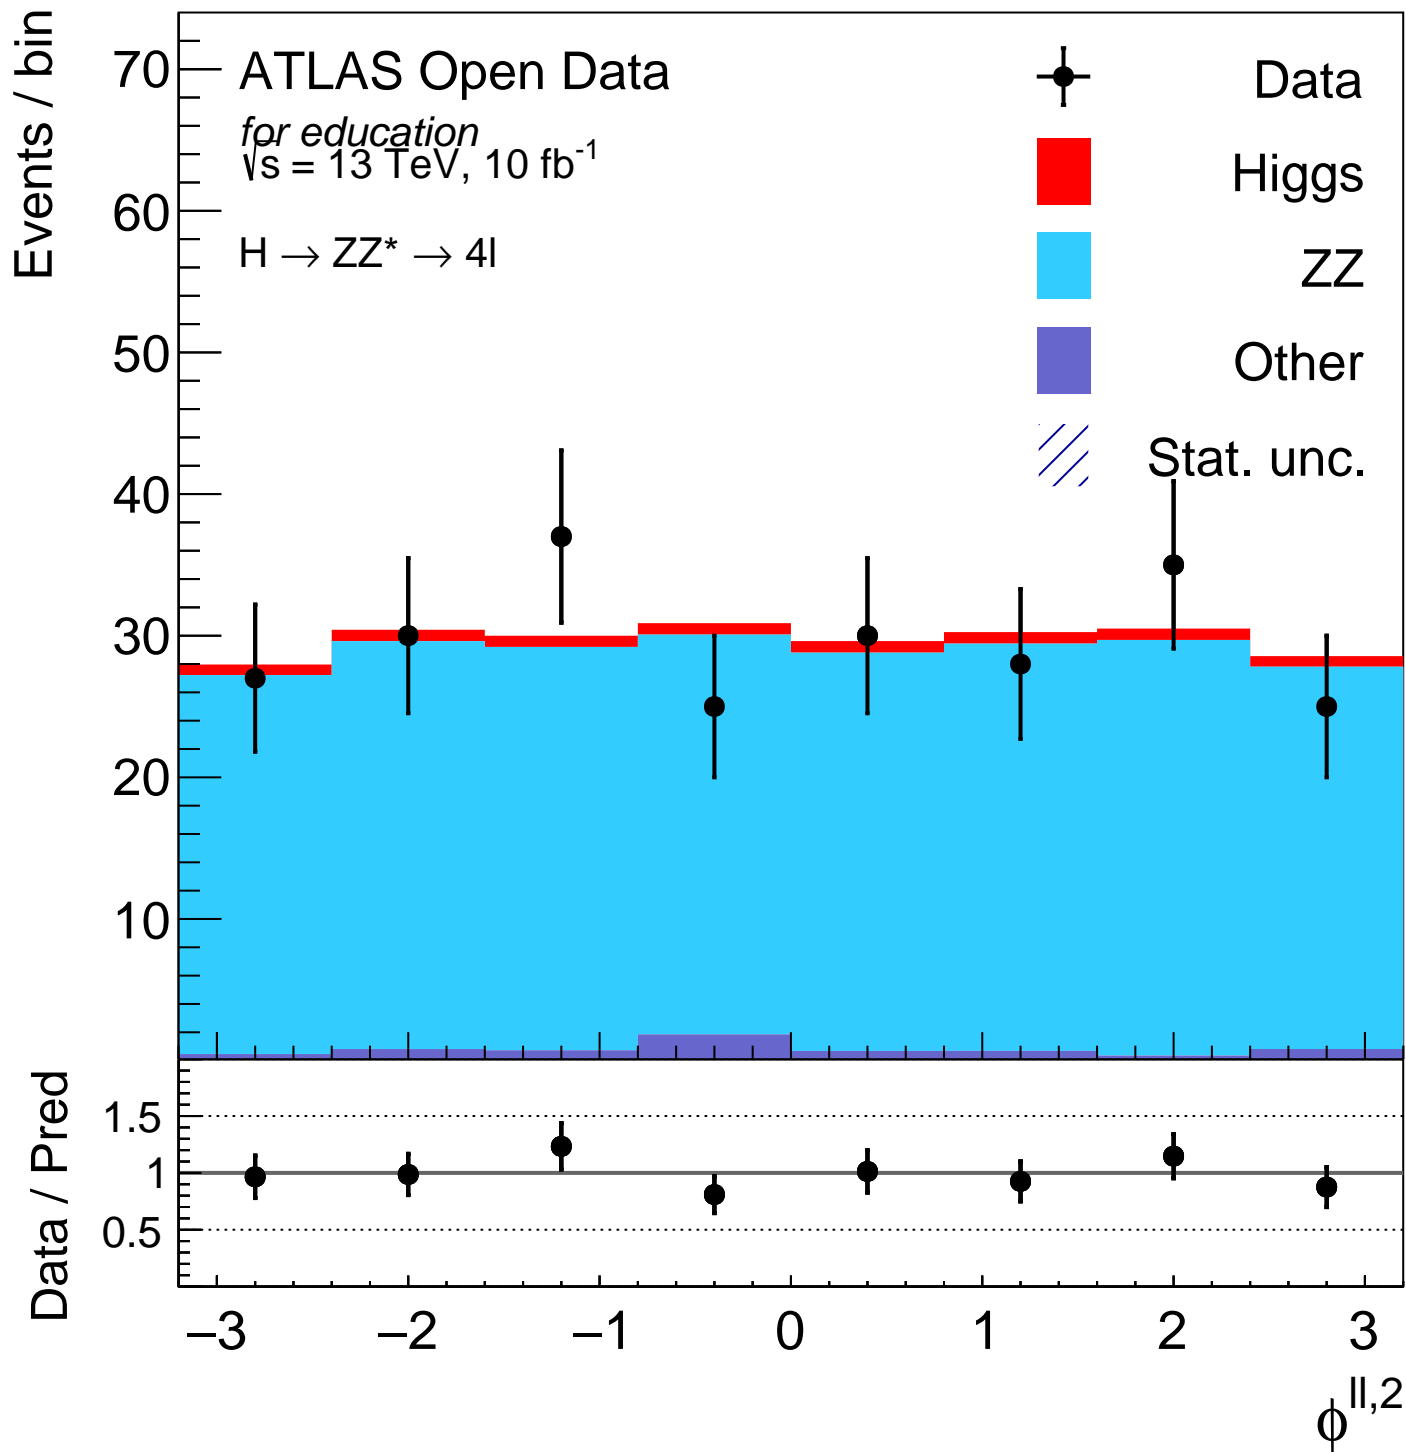 Events / bin
70
60
50
40
30
20
10
ATLAS Open Data
for education
√s = 13 TeV, 10 fb⁻¹
H → ZZ* → 4l
Data
Higgs
ZZ
Other
Stat. unc.
Data / Pred
1.5
1
0.5
–3 –2 –1 0 1 2 3
ϕ^ll,2